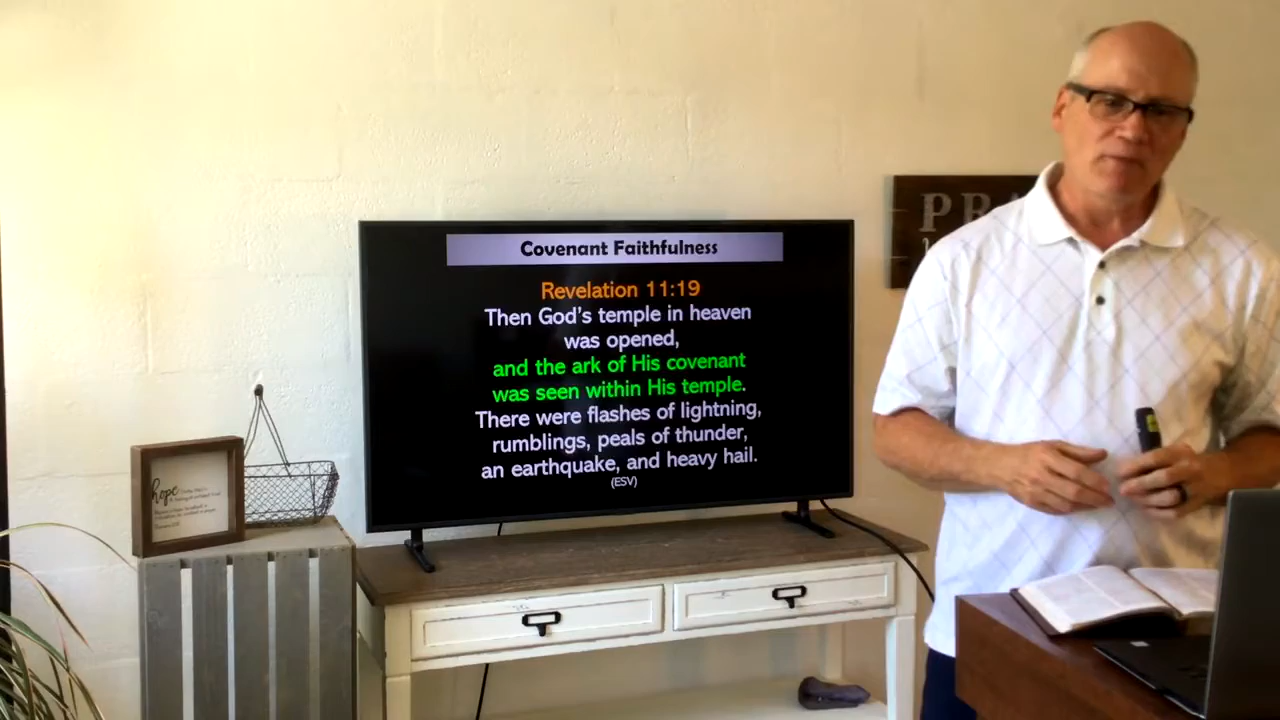 Covenant Faithfulness
Revelation 11:19
Then God's temple in heaven
was opened,
and the ark of His covenant
was seen within His temple.
There were flashes of lightning,
rumblings, peals of thunder,
an earthquake, and heavy hail.
(ESV)
PR
hope